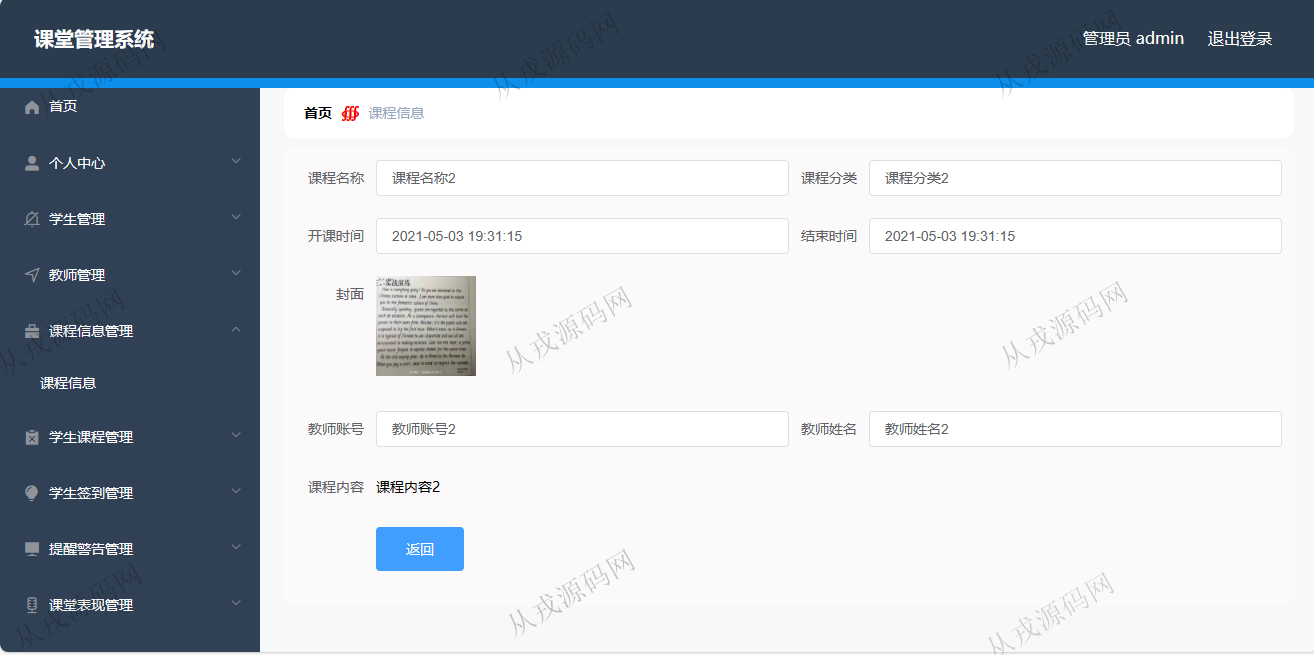 课堂管理系统
管理员 admin 退出登录
首页
个人中心
学生管理
教师管理
课程信息管理
课程信息
学生课程管理
学生签到管理
提醒警告管理
课堂表现管理
首页 课程信息
课程名称 课程名称2 课程分类 课程分类2
开课时间 2021-05-03 19:31:15 结束时间 2021-05-03 19:31:15
封面
教师账号 教师账号2 教师姓名 教师姓名2
课程内容 课程内容2
返回
从戎源码网
从戎源码网
从戎源码网
从戎源码网
从戎源码网
从戎源码网
从戎源码网
从戎源码网
从戎源码网